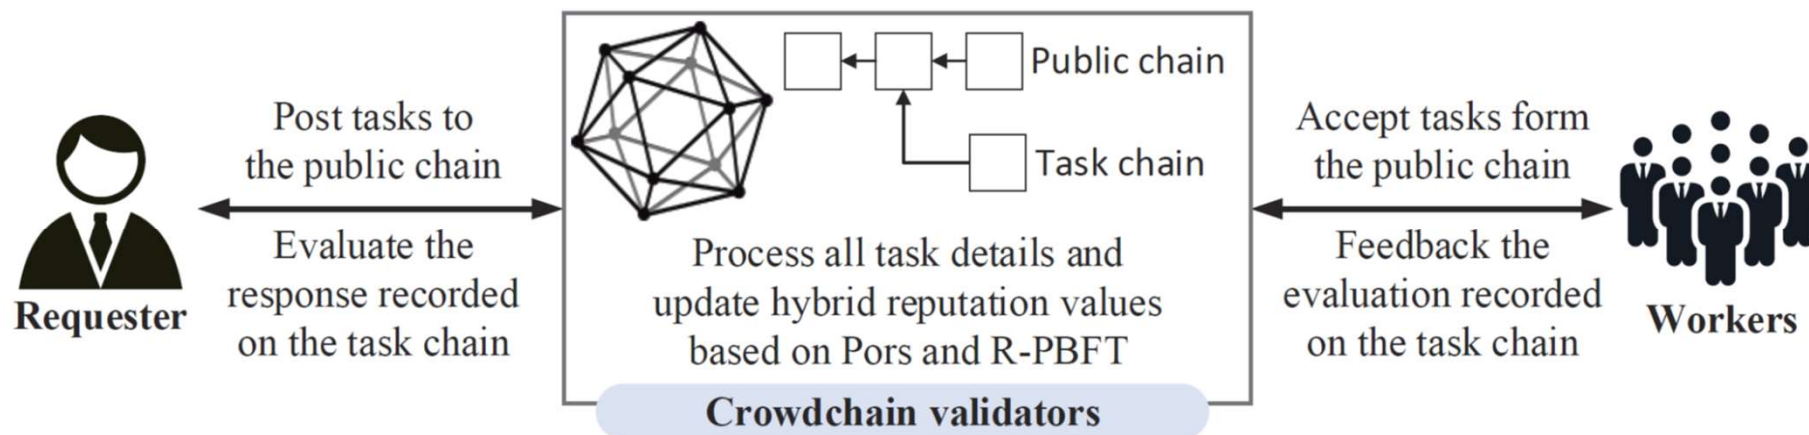 Post tasks to
the public chain
Evaluate the
response recorded
on the task chain
Requester
Public chain
Task chain
Process all task details and
update hybrid reputation values
based on Pors and R-PBFT
Crowdchain validators
Accept tasks form
the public chain
Feedback the
evaluation recorded
on the task chain
Workers